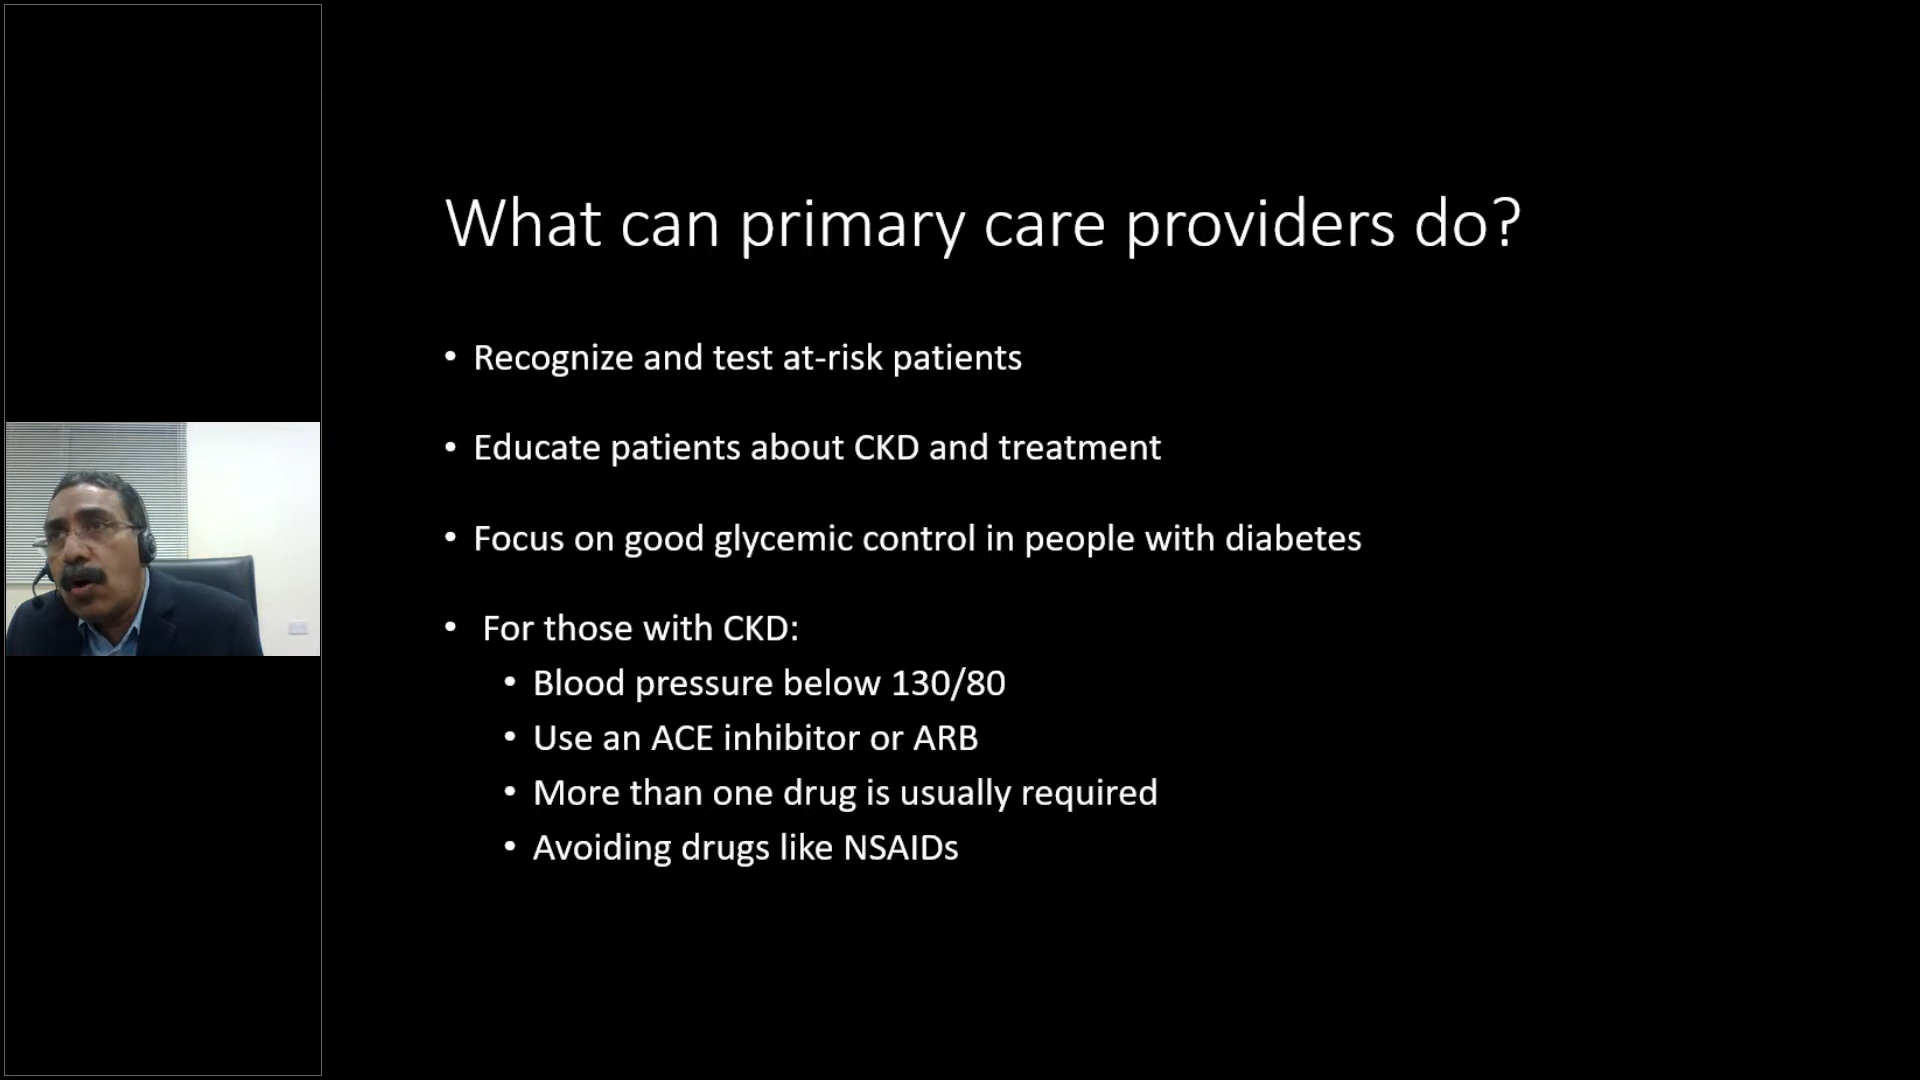 What can primary care providers do?
• Recognize and test at-risk patients
• Educate patients about CKD and treatment
• Focus on good glycemic control in people with diabetes
• For those with CKD:
• Blood pressure below 130/80
• Use an ACE inhibitor or ARB
• More than one drug is usually required
• Avoiding drugs like NSAIDs